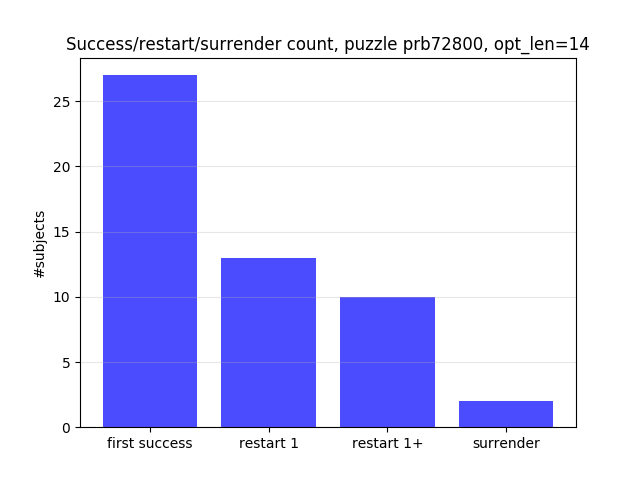 Success/restart/surrender count, puzzle prb72800, opt_len=14
25
20
15
10
5
0
#subjects
first success
restart 1
restart 1+
surrender